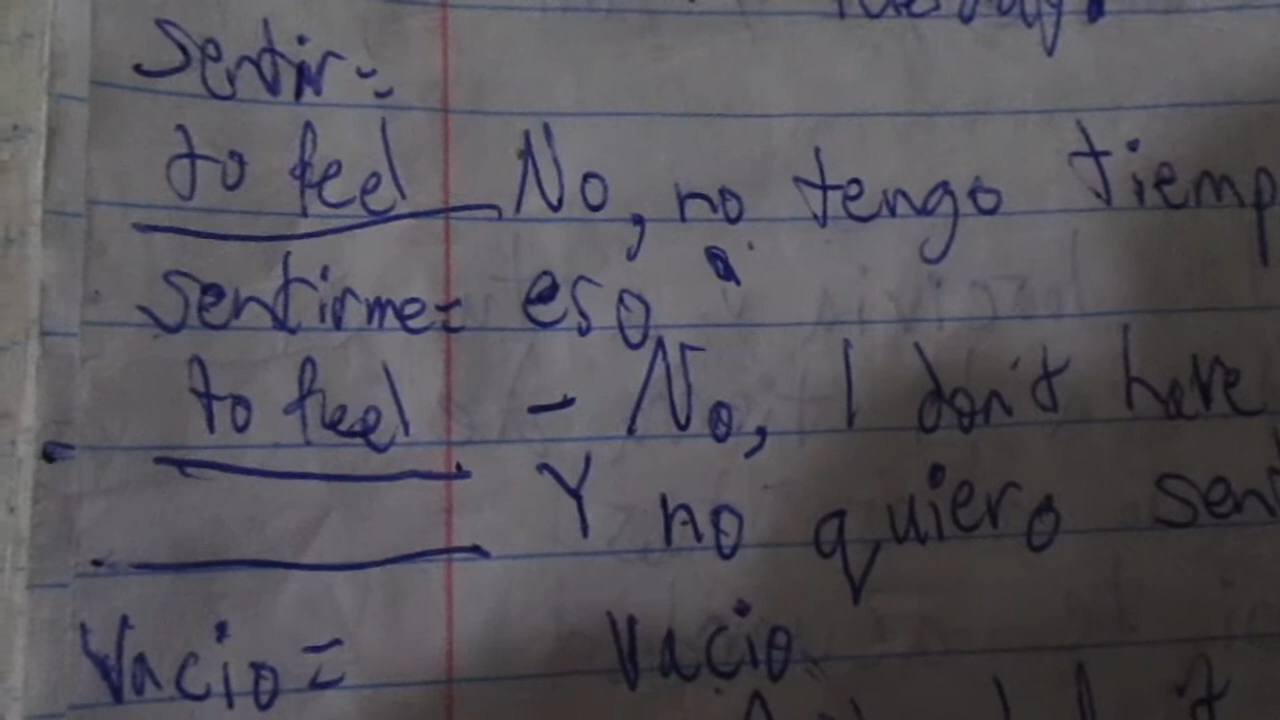 Sentir=
to feel No, no tengo tiemp
sentirme= eso
to feel - No, I don't have
Y no quiero sen
Vacio= Vacio